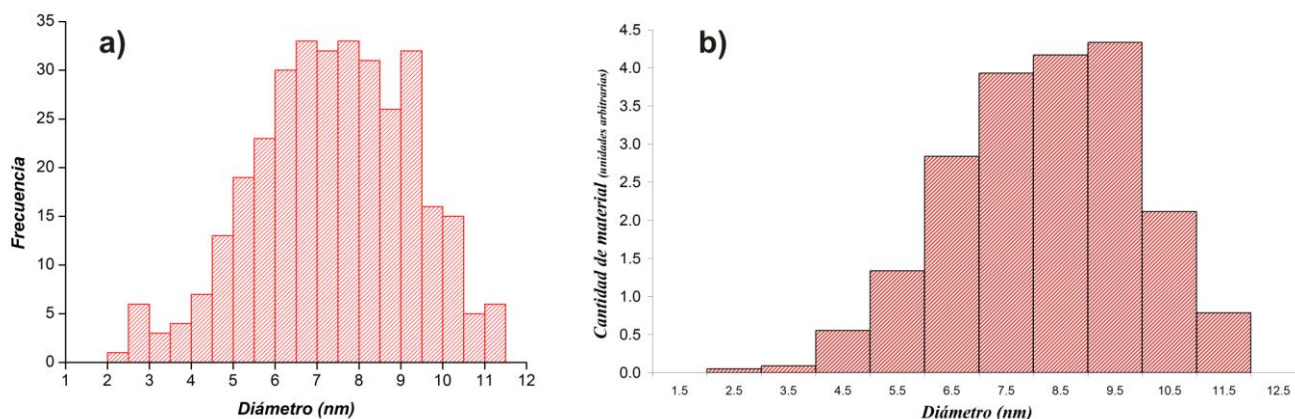 a)
35
30
25
20
15
10
5
0
Frecuencia
1 2 3 4 5 6 7 8 9 10 11 12
Diámetro (nm)
b)
4.5
4.0
3.5
3.0
2.5
2.0
1.5
1.0
0.5
0.0
Cantidad de material (unidades arbitrarias)
1.5 2.5 3.5 4.5 5.5 6.5 7.5 8.5 9.5 10.5 11.5 12.5
Diámetro (nm)